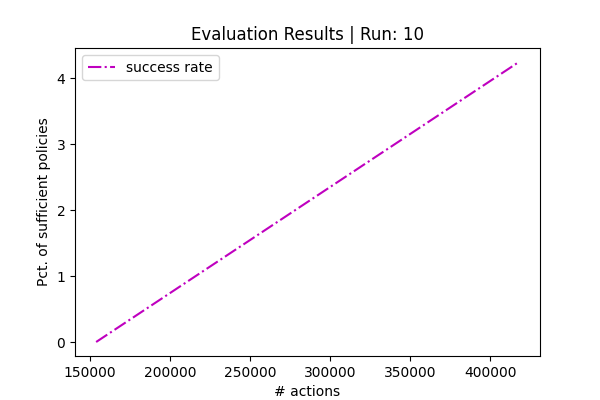 Evaluation Results | Run: 10
success rate
Pct. of sufficient policies
4
3
2
1
0
150000 200000 250000 300000 350000 400000
# actions